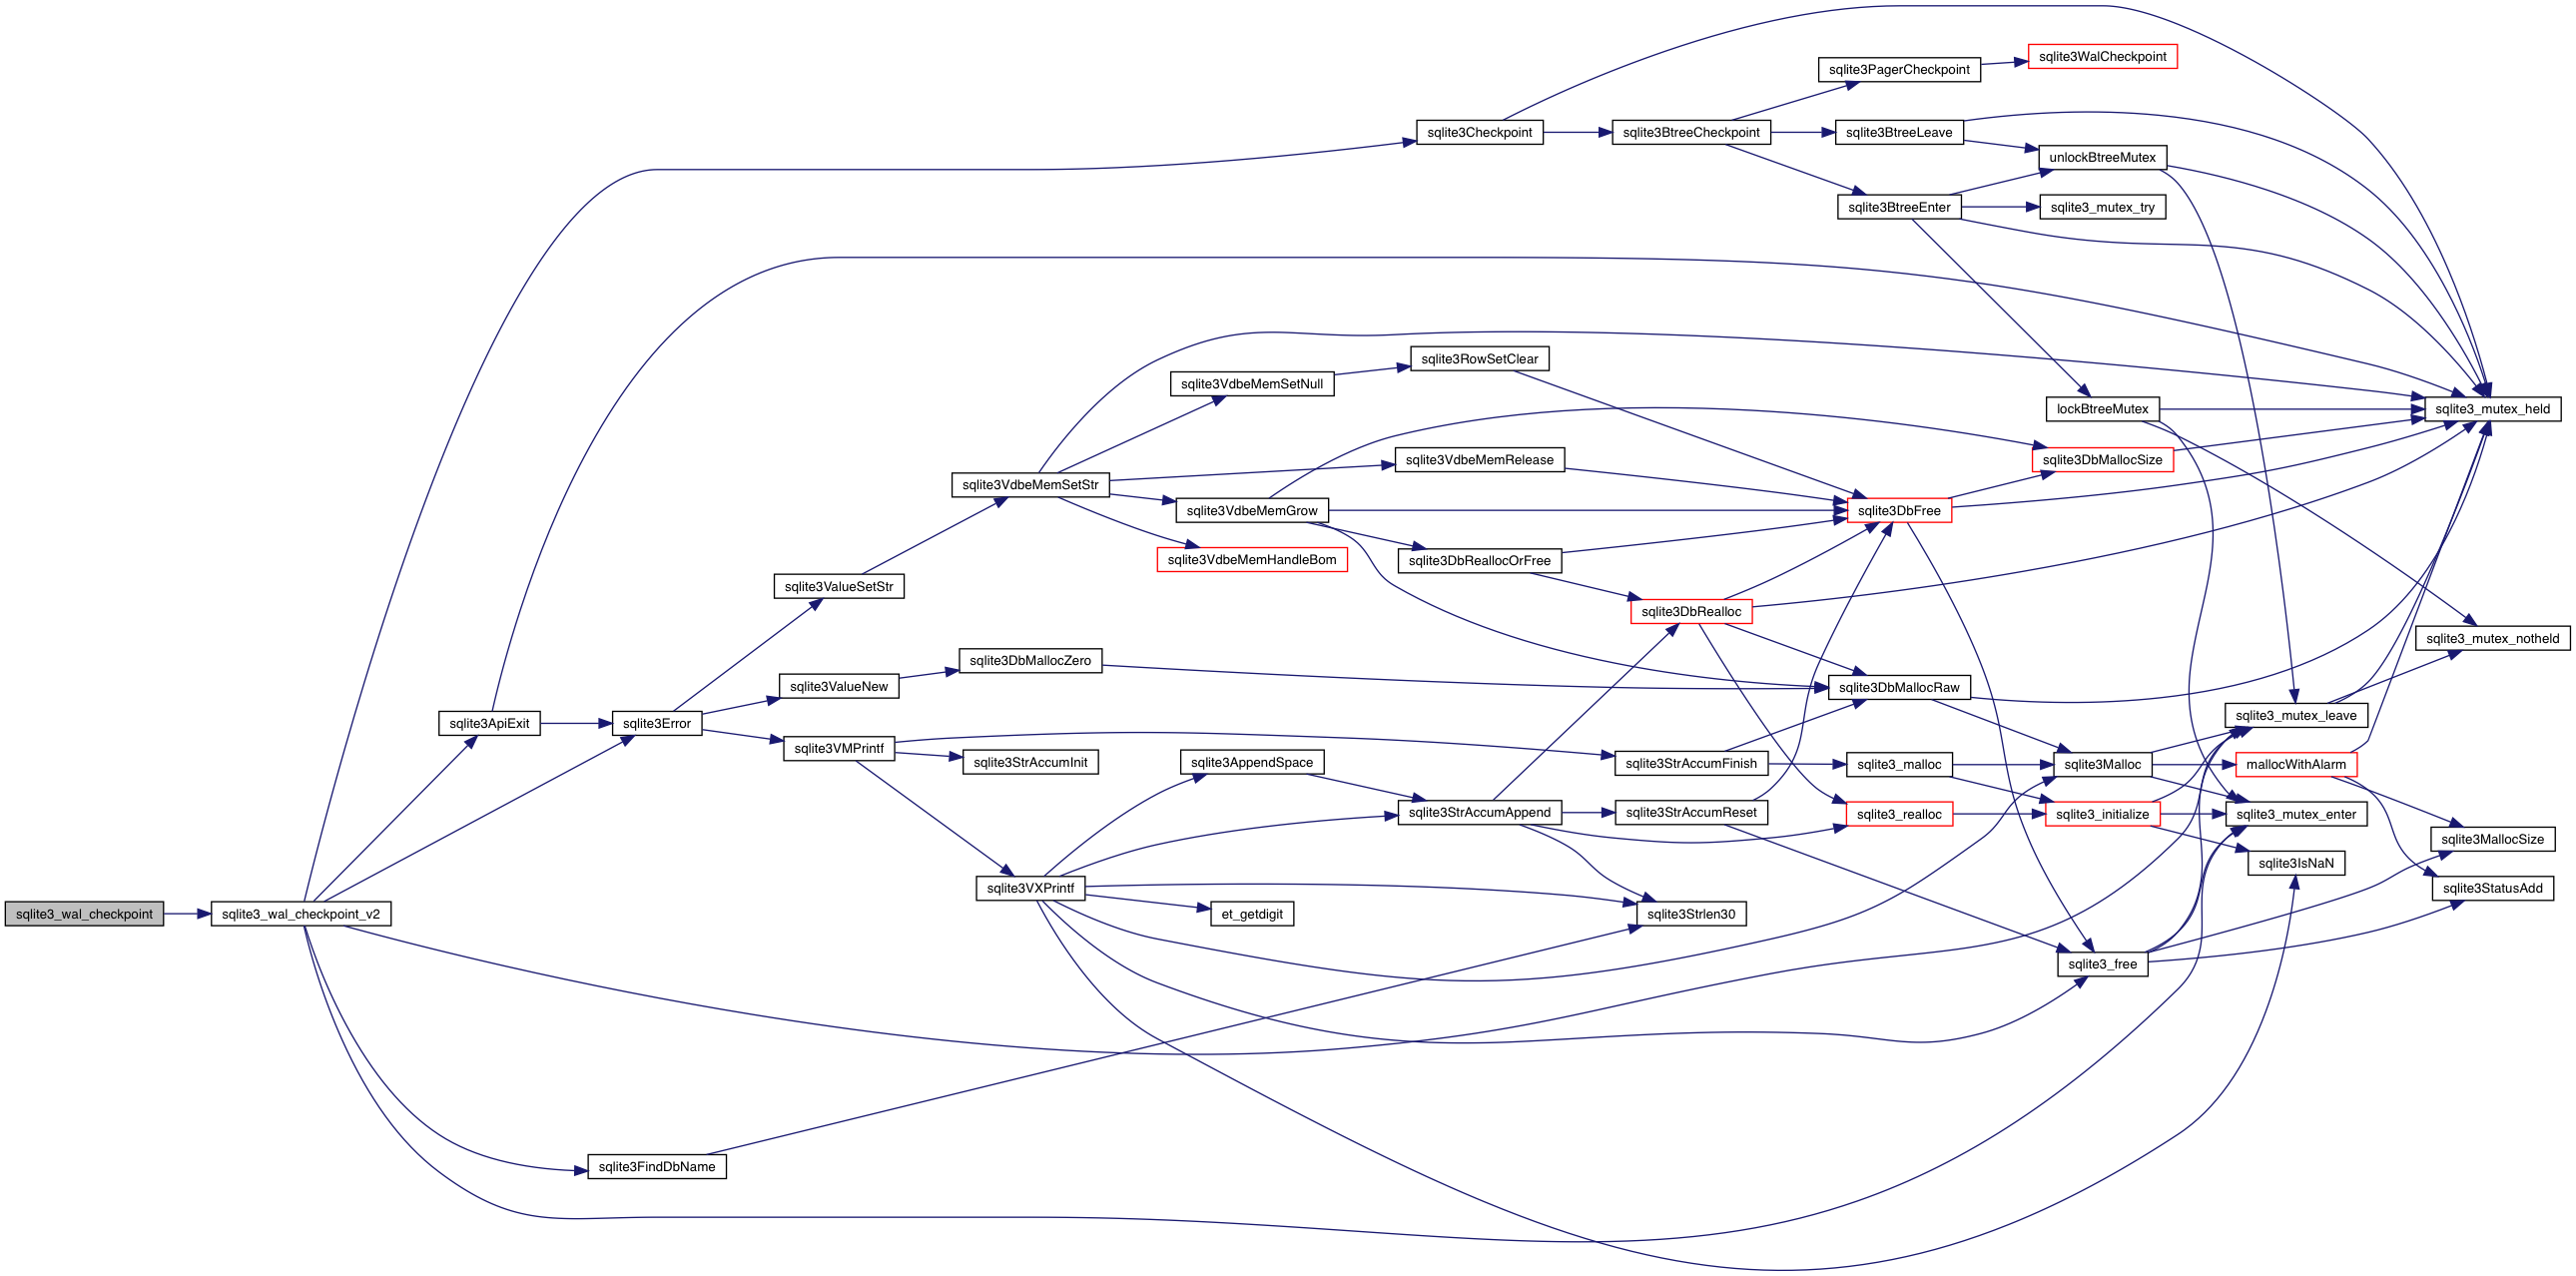 sqlite3_wal_checkpoint
sqlite3_wal_checkpoint_v2
sqlite3ApiExit
sqlite3Error
sqlite3FindDbName
sqlite3ValueSetStr
sqlite3ValueNew
sqlite3VMPrintf
sqlite3VdbeMemSetStr
sqlite3DbMallocZero
sqlite3StrAccumInit
sqlite3VXPrintf
sqlite3VdbeMemSetNull
sqlite3VdbeMemGrow
sqlite3VdbeMemHandleBom
sqlite3AppendSpace
et_getdigit
sqlite3Checkpoint
sqlite3RowSetClear
sqlite3VdbeMemRelease
sqlite3DbReallocOrFree
sqlite3StrAccumAppend
sqlite3BtreeCheckpoint
sqlite3DbRealloc
sqlite3StrAccumFinish
sqlite3StrAccumReset
sqlite3Strlen30
sqlite3PagerCheckpoint
sqlite3BtreeLeave
sqlite3BtreeEnter
sqlite3DbFree
sqlite3DbMallocRaw
sqlite3_malloc
sqlite3_realloc
sqlite3WalCheckpoint
unlockBtreeMutex
sqlite3_mutex_try
lockBtreeMutex
sqlite3DbMallocSize
sqlite3Malloc
sqlite3_initialize
sqlite3_free
sqlite3_mutex_leave
mallocWithAlarm
sqlite3_mutex_enter
sqlite3IsNaN
sqlite3_mutex_held
sqlite3_mutex_notheld
sqlite3MallocSize
sqlite3StatusAdd